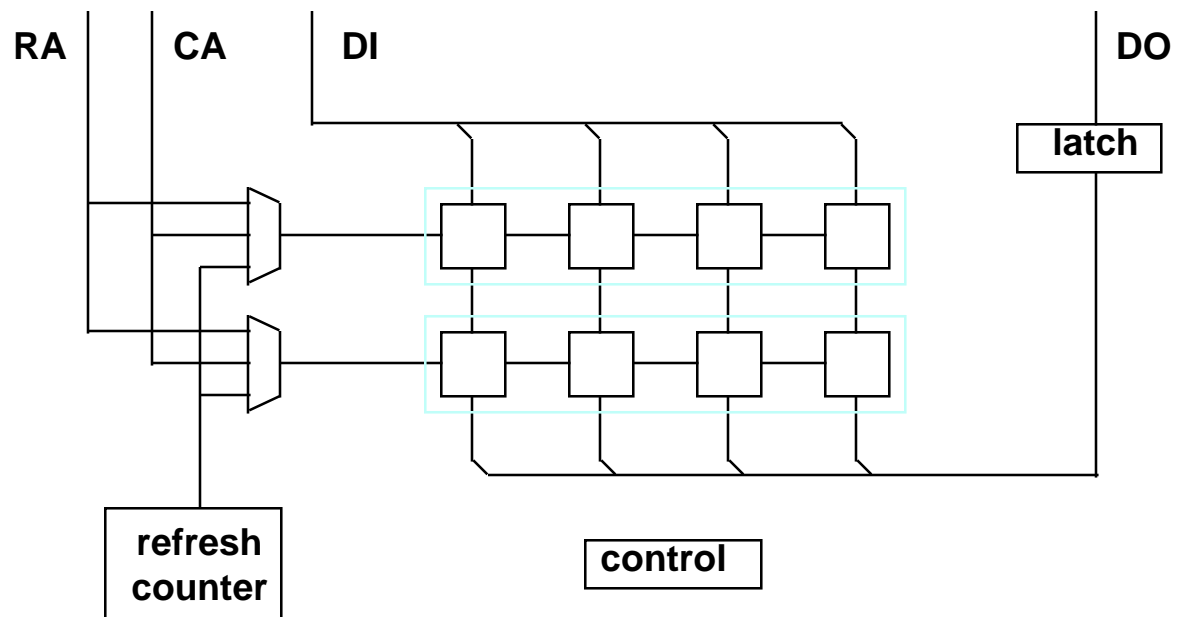 RA
CA
DI
DO
latch
refresh
counter
control